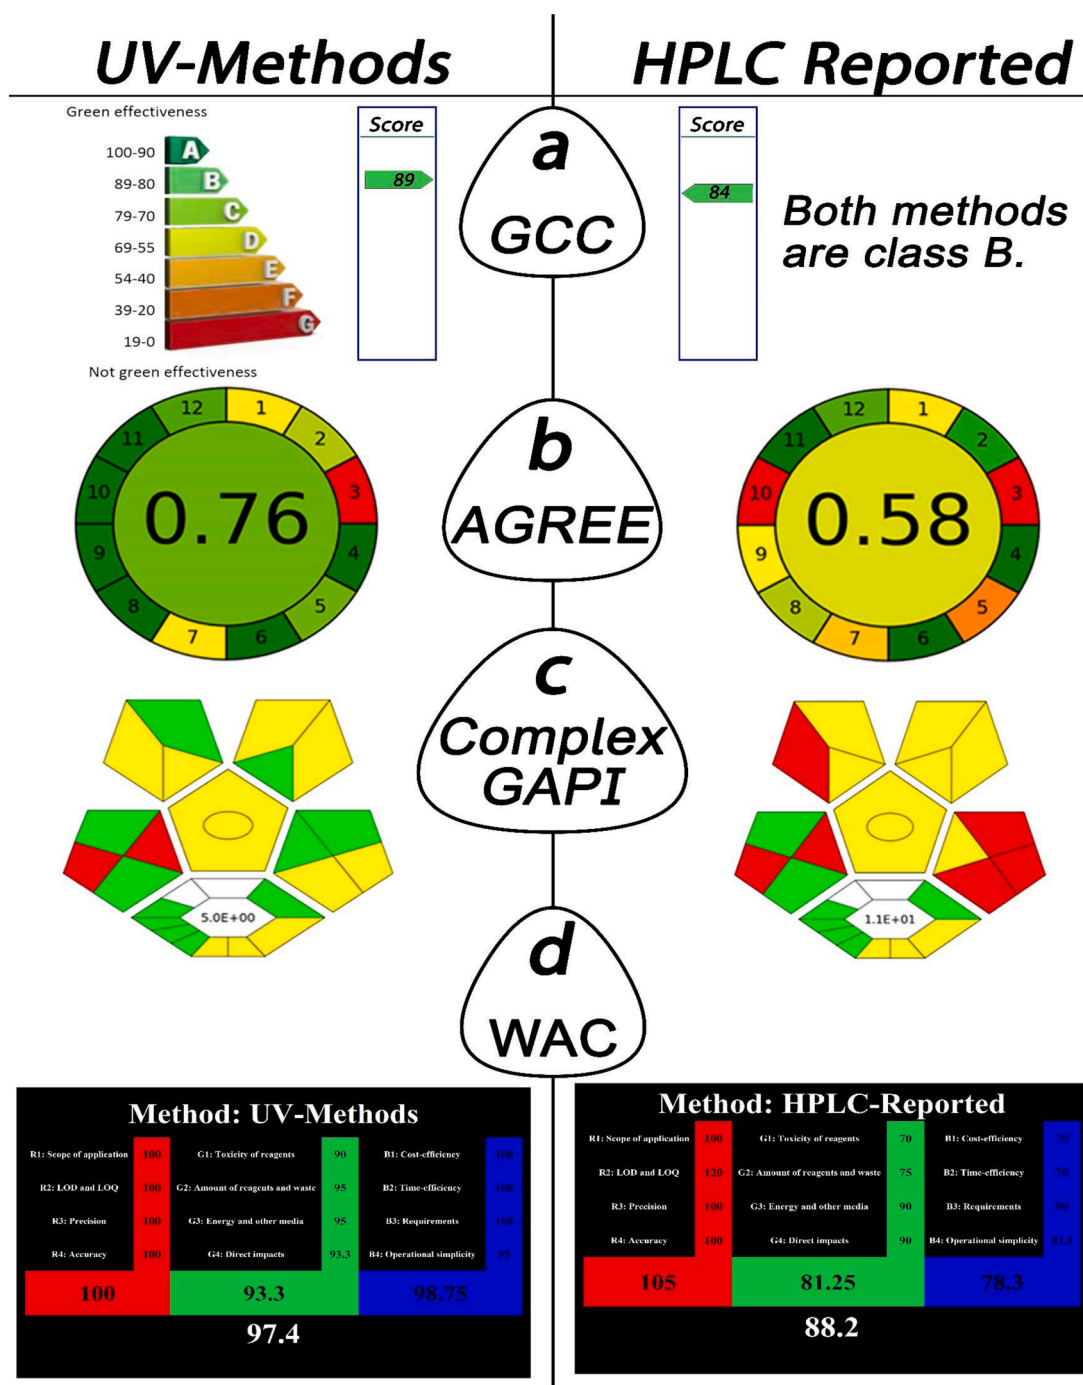 UV-Methods
HPLC Reported
Green effectiveness
100-90 A
89-80 B
79-70 C
69-55 D
54-40 E
39-20 F
19-0 G
Not green effectiveness
Score
89
a
GCC
Score
84
Both methods
are class B.
12 1 2 3 4 5 6 7 8 9 10 11
0.76
b
AGREE
12 1 2 3 4 5 6 7 8 9 10 11
0.58
c
Complex
GAPI
5.0E+00
1.1E+01
d
WAC
Method: UV-Methods
R1: Scope of application 100 G1: Toxicity of reagents 90 B1: Cost-efficiency 100
R2: LOD and LOQ 100 G2: Amount of reagents and waste 95 B2: Time-efficiency 100
R3: Precision 100 G3: Energy and other media 95 B3: Requirements 100
R4: Accuracy 100 G4: Direct impacts 93.3 B4: Operational simplicity 95
100 93.3 98.75
97.4
Method: HPLC-Reported
R1: Scope of application 100 G1: Toxicity of reagents 70 B1: Cost-efficiency 70
R2: LOD and LOQ 120 G2: Amount of reagents and waste 75 B2: Time-efficiency 70
R3: Precision 100 G3: Energy and other media 90 B3: Requirements 90
R4: Accuracy 100 G4: Direct impacts 90 B4: Operational simplicity
105 81.25 78.3
88.2